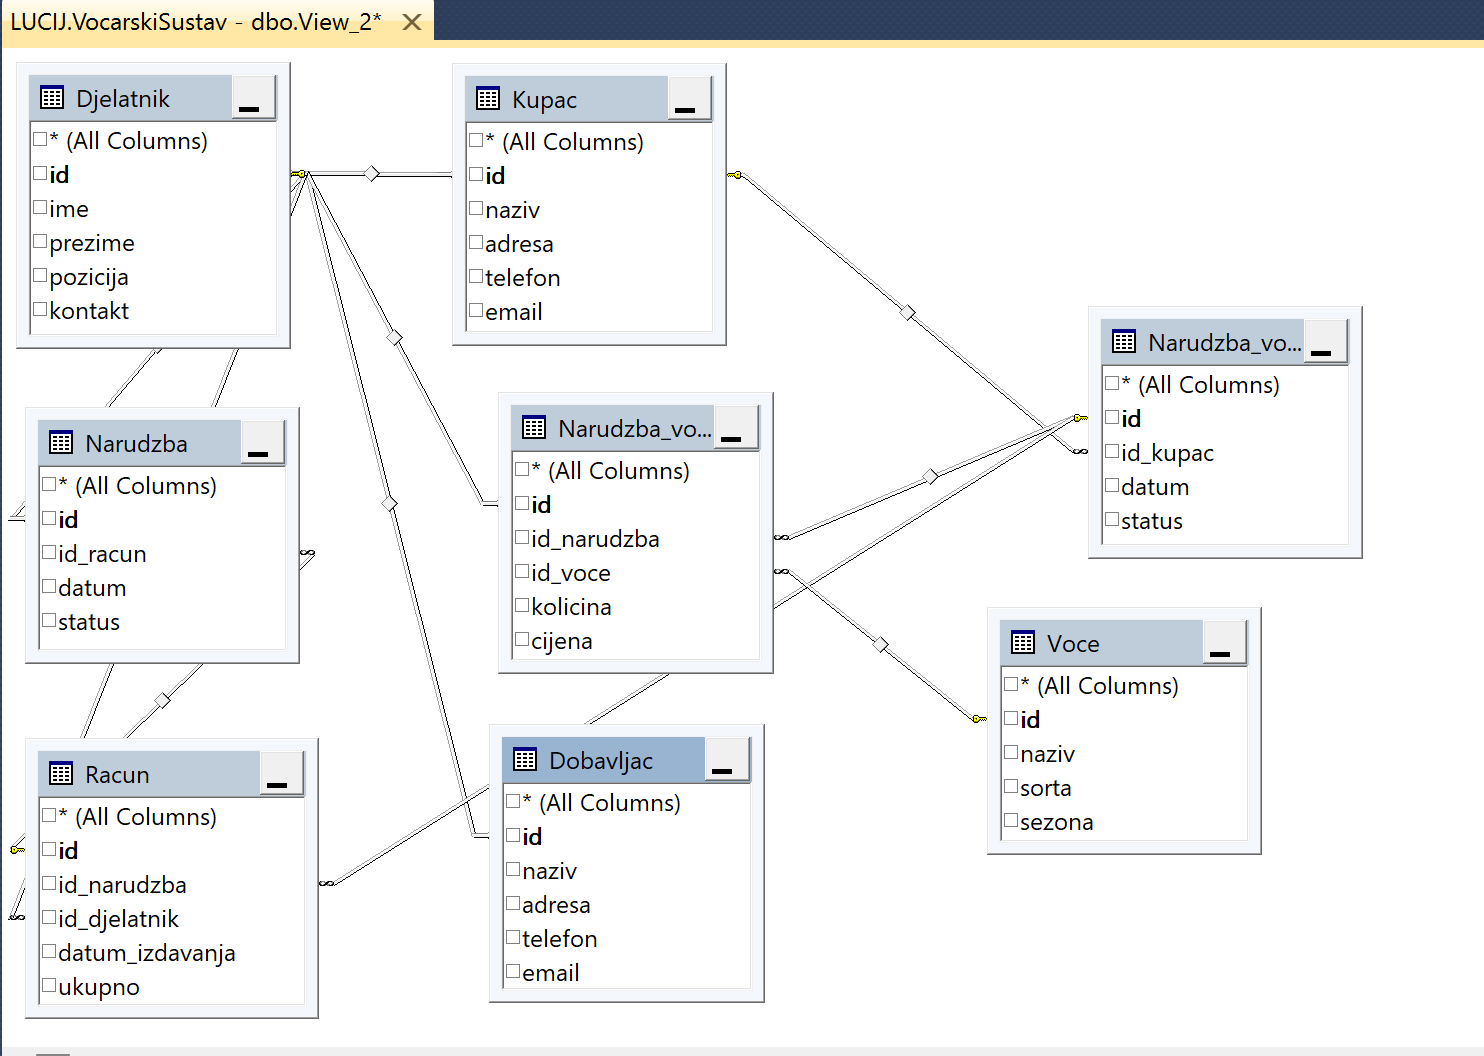 LUCIJ.VocarskiSustav - dbo.View_2*
Djelatnik
* (All Columns)
id
ime
prezime
pozicija
kontakt
Kupac
* (All Columns)
id
naziv
adresa
telefon
email
Narudzba_vo...
* (All Columns)
id
id_kupac
datum
status
Narudzba
* (All Columns)
id
id_racun
datum
status
Narudzba_vo...
* (All Columns)
id
id_narudzba
id_voce
kolicina
cijena
Voce
* (All Columns)
id
naziv
sorta
sezona
Racun
* (All Columns)
id
id_narudzba
id_djelatnik
datum_izdavanja
ukupno
Dobavljac
* (All Columns)
id
naziv
adresa
telefon
email